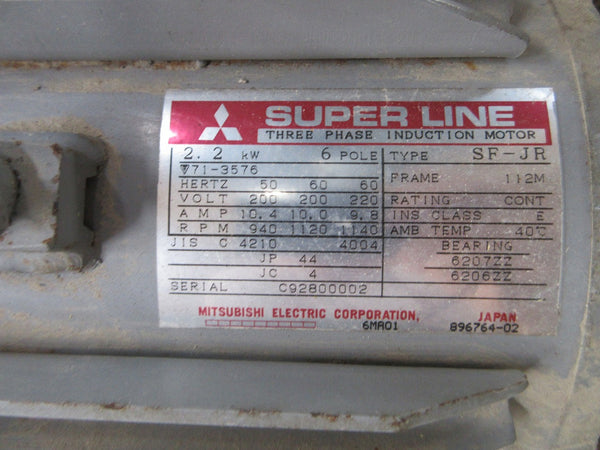 SUPER LINE
THREE PHASE INDUCTION MOTOR
2.2 kW 6 POLE TYPE SF-JR
771-3576 FRAME 112M
HERTZ 50 60 60
VOLT 200 200 220 RATING CONT
AMP 10.4 10.0 9.8 INS CLASS E
RPM 940 1120 1140 AMB TEMP 40℃
JIS C 4210 4004 BEARING
JP 44 6207ZZ
JC 4 6206ZZ
SERIAL C92800002
MITSUBISHI ELECTRIC CORPORATION, JAPAN
6MA01 896764-02